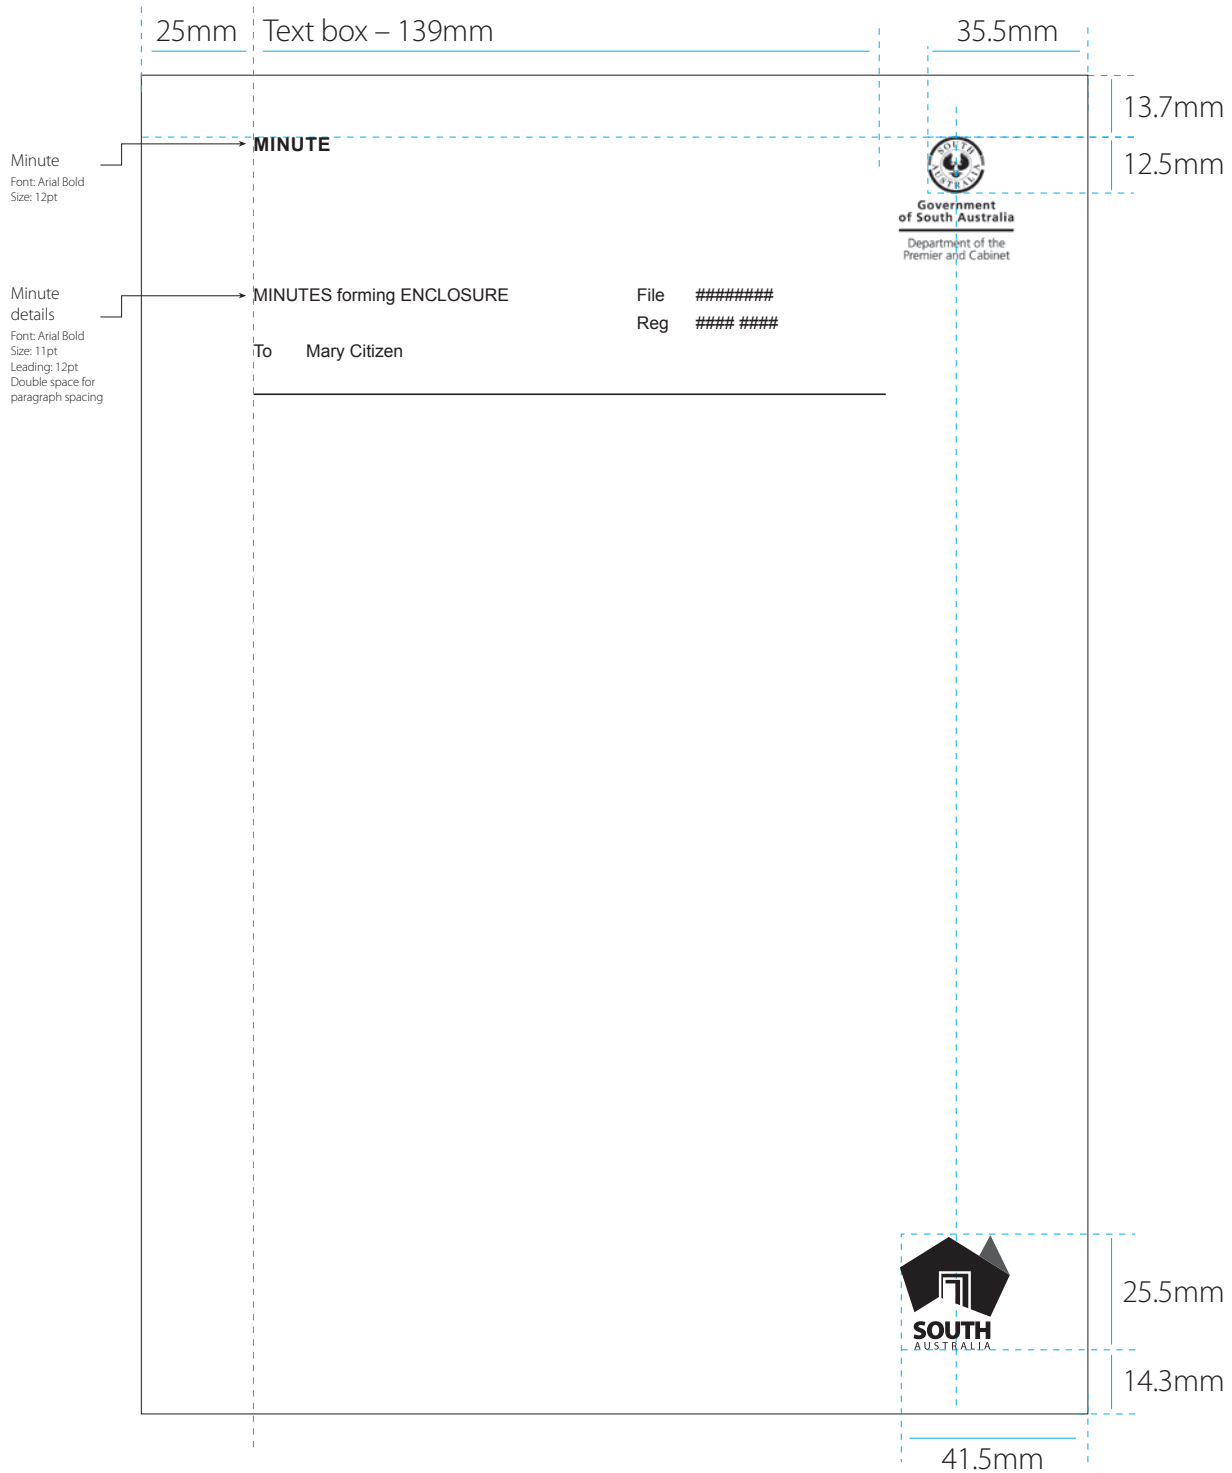 25mm
Text box – 139mm
35.5mm
13.7mm
12.5mm
MINUTE
Minute
Font: Arial Bold
Size: 12pt
SOUTH AUSTRALIA
Government
of South Australia
Department of the
Premier and Cabinet
Minute
details
Font: Arial Bold
Size: 11pt
Leading: 12pt
Double space for
paragraph spacing
MINUTES forming ENCLOSURE
File ########
Reg #### ####
To Mary Citizen
SOUTH
AUSTRALIA
25.5mm
14.3mm
41.5mm